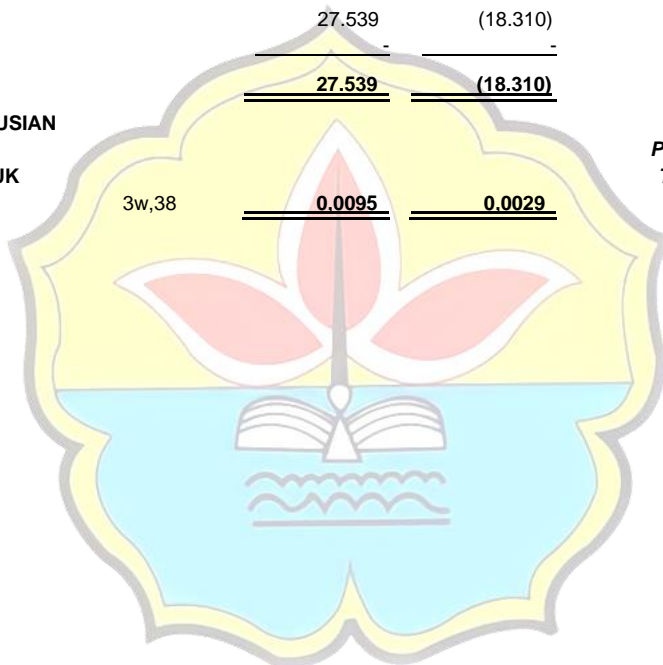 27.539 (18.310)
- -
27.539 (18.310)
USIAN
P
UK
3w,38 0,0095 0,0029